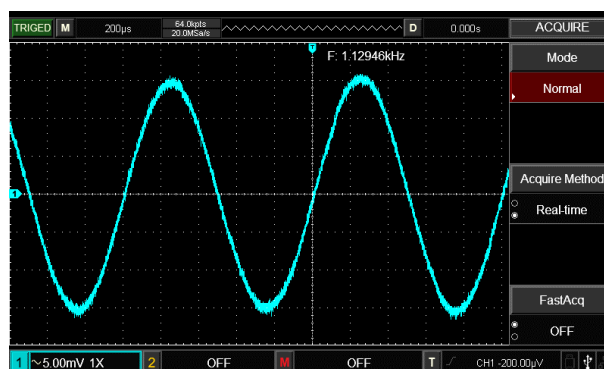 TRIGED M 200μs 64.0kpts D 0.000s ACQUIRE
20.0MSa/s
T
F: 1.12946kHz
Mode
Normal
1
Acquire Method
Real-time
FastAcq
OFF
1 ~5.00mV 1X 2 OFF M OFF T CH1 -200.00μV